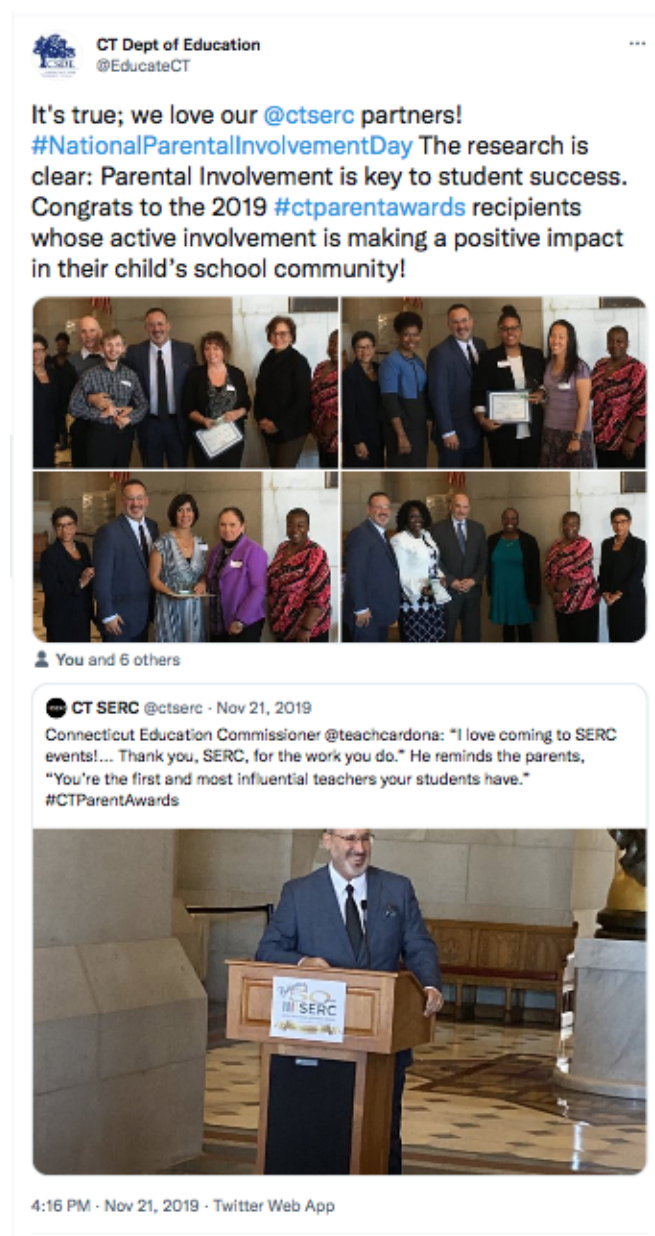 CSDE
CT Dept of Education
@EducateCT
It's true; we love our @ctserc partners!
#NationalParentalInvolvementDay The research is
clear: Parental Involvement is key to student success.
Congrats to the 2019 #ctparentawards recipients
whose active involvement is making a positive impact
in their child's school community!
You and 6 others
CT SERC @ctserc · Nov 21, 2019
Connecticut Education Commissioner @teachcardona: "I love coming to SERC
events!... Thank you, SERC, for the work you do." He reminds the parents,
"You're the first and most influential teachers your students have."
#CTParentAwards
50
SERC
4:16 PM · Nov 21, 2019 · Twitter Web App